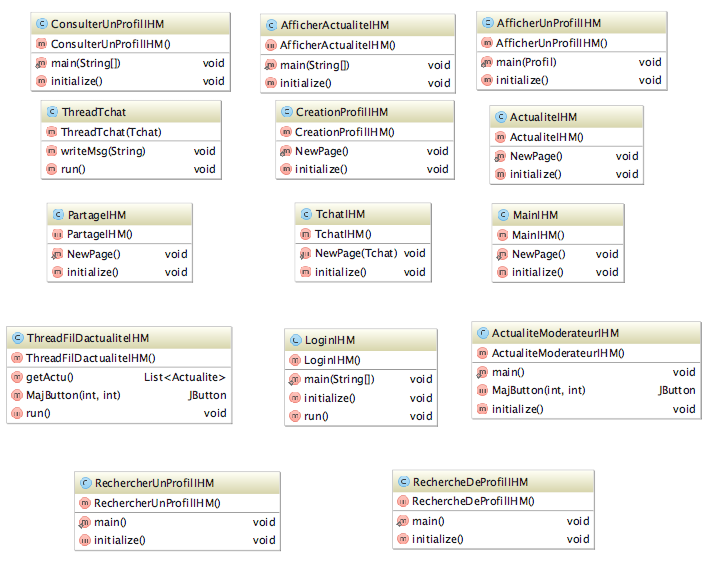 ConsulterUnProfilIHM
ConsulterUnProfilIHM()
main(String[]) void
initialize() void
AfficherActualiteIHM
AfficherActualiteIHM()
main(String[]) void
initialize() void
AfficherUnProfilIHM
AfficherUnProfilIHM()
main(Profil) void
initialize() void
ThreadTchat
ThreadTchat(Tchat)
writeMsg(String) void
run() void
CreationProfilIHM
CreationProfilIHM()
NewPage() void
initialize() void
ActualiteIHM
ActualiteIHM()
NewPage() void
initialize() void
PartageIHM
PartageIHM()
NewPage() void
initialize() void
TchatIHM
TchatIHM()
NewPage(Tchat) void
initialize() void
MainIHM
MainIHM()
NewPage() void
initialize() void
ThreadFilDactualiteIHM
ThreadFilDactualiteIHM()
getActu() List<Actualite>
MajButton(int, int) JButton
run() void
LoginIHM
LoginIHM()
main(String[]) void
initialize() void
run() void
ActualiteModerateurIHM
ActualiteModerateurIHM()
main() void
MajButton(int, int) JButton
initialize() void
RechercherUnProfilIHM
RechercherUnProfilIHM()
main() void
initialize() void
RechercheDeProfilIHM
RechercheDeProfilIHM()
main() void
initialize() void